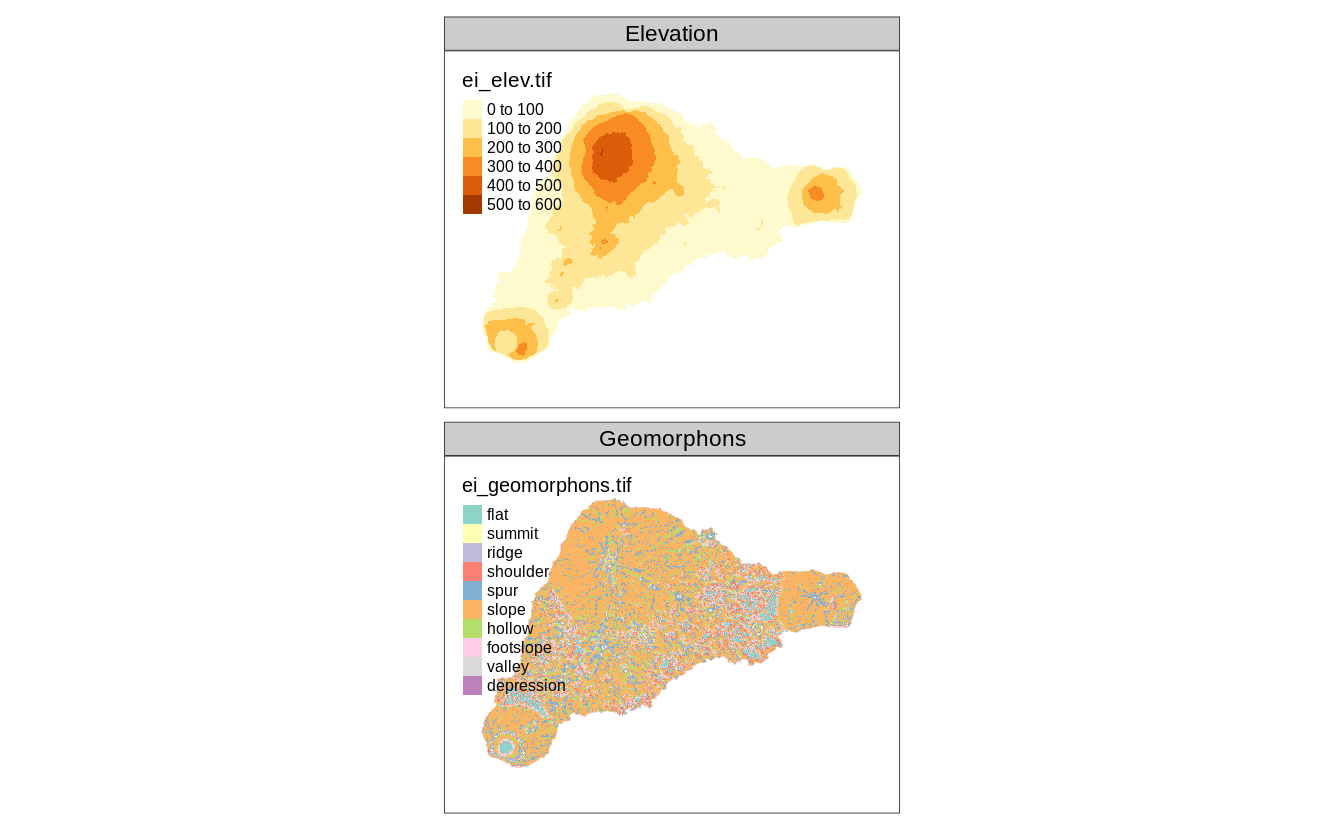 Elevation
ei_elev.tif
0 to 100
100 to 200
200 to 300
300 to 400
400 to 500
500 to 600
Geomorphons
ei_geomorphons.tif
flat
summit
ridge
shoulder
spur
slope
hollow
footslope
valley
depression